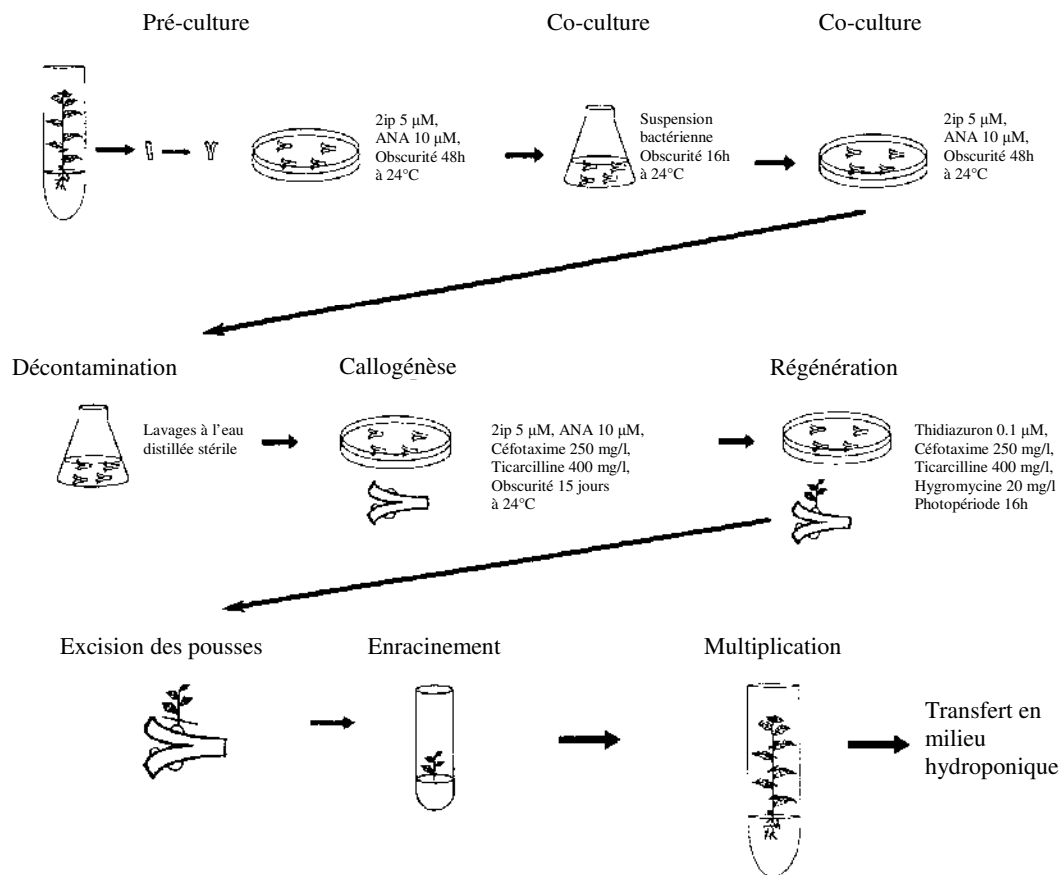 Pré-culture
Co-culture
Co-culture
2ip 5 µM,
ANA 10 µM,
Obscurité 48h
à 24°C
Suspension
bactérienne
Obscurité 16h
à 24°C
2ip 5 µM,
ANA 10 µM,
Obscurité 48h
à 24°C
Décontamination
Callogénèse
Régénération
Lavages à l'eau
distillée stérile
2ip 5 µM, ANA 10 µM,
Céfotaxime 250 mg/l,
Ticarcilline 400 mg/l,
Obscurité 15 jours
à 24°C
Thidiazuron 0.1 µM,
Céfotaxime 250 mg/l,
Ticarcilline 400 mg/l,
Hygromycine 20 mg/l
Photopériode 16h
Excision des pousses
Enracinement
Multiplication
Transfert en
milieu
hydroponique